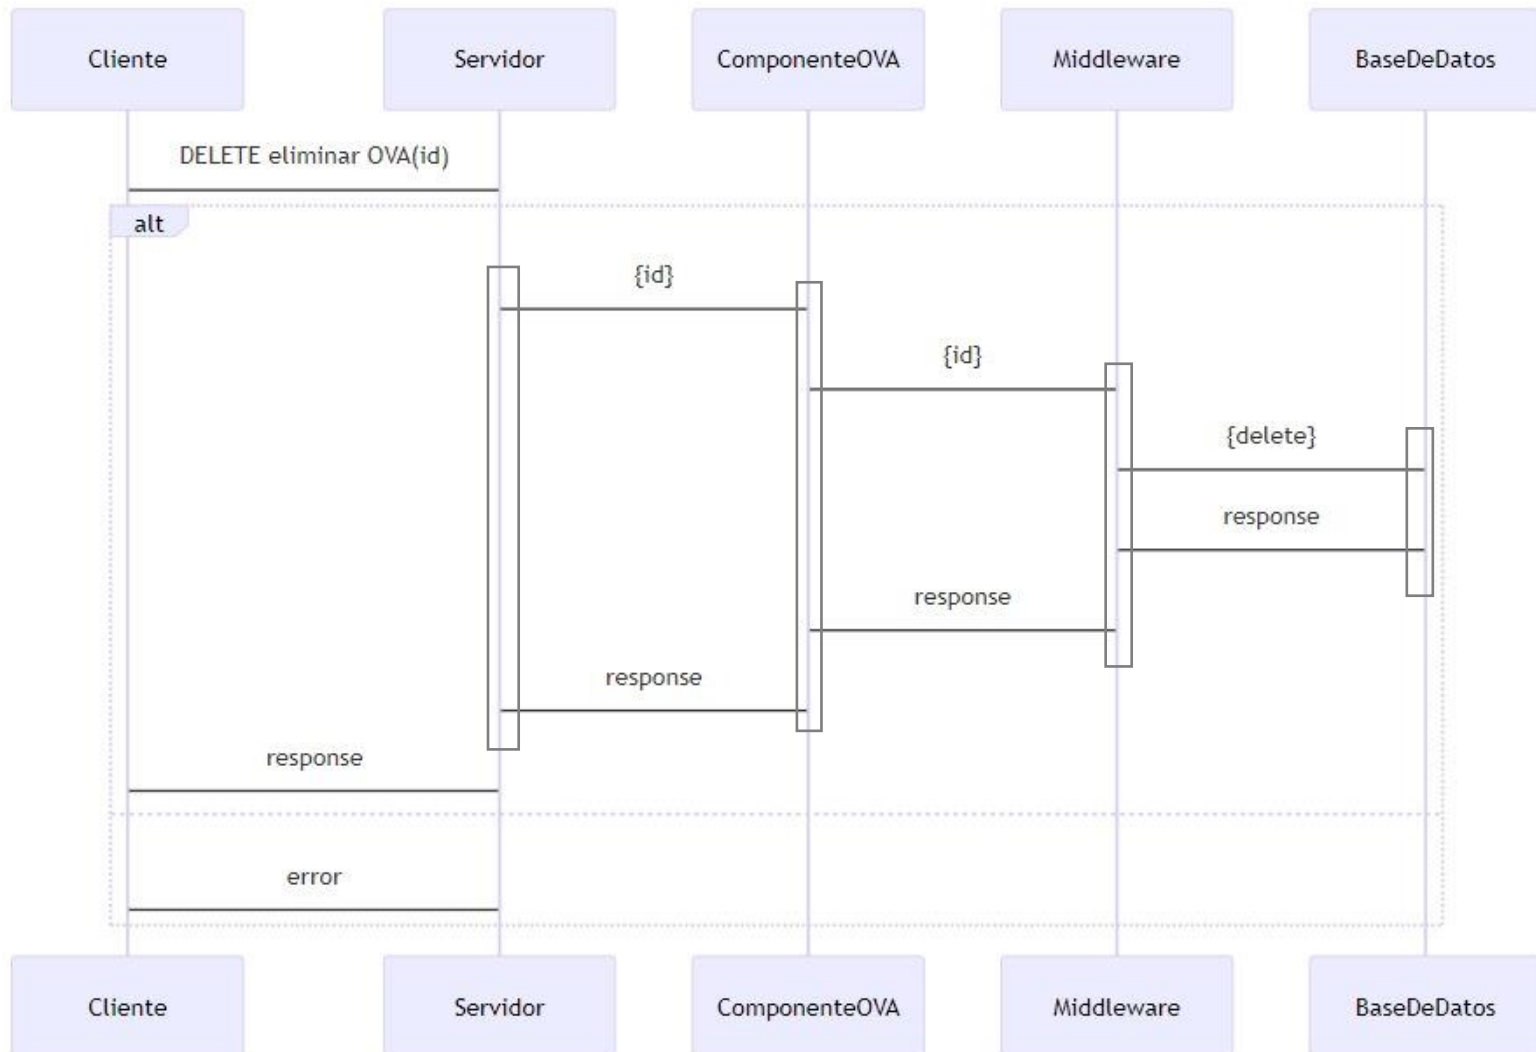 Cliente
Servidor
ComponenteOVA
Middleware
BaseDeDatos
DELETE eliminar OVA(id)
alt
{id}
{id}
{delete}
response
response
response
response
error
Cliente
Servidor
ComponenteOVA
Middleware
BaseDeDatos